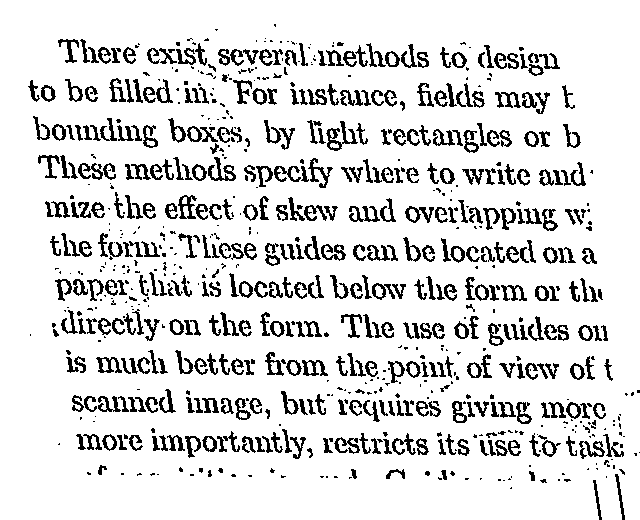 There exist several methods to design
to be filled in. For instance, fields may
bounding boxes, by light rectangles or b
These methods specify where to write and
mize the effect of skew and overlapping w
the form. These guides can be located on a
paper that is located below the form or the
directly on the form. The use of guides on
is much better from the point of view of t
scanned image, but requires giving more
more importantly, restricts its use to task